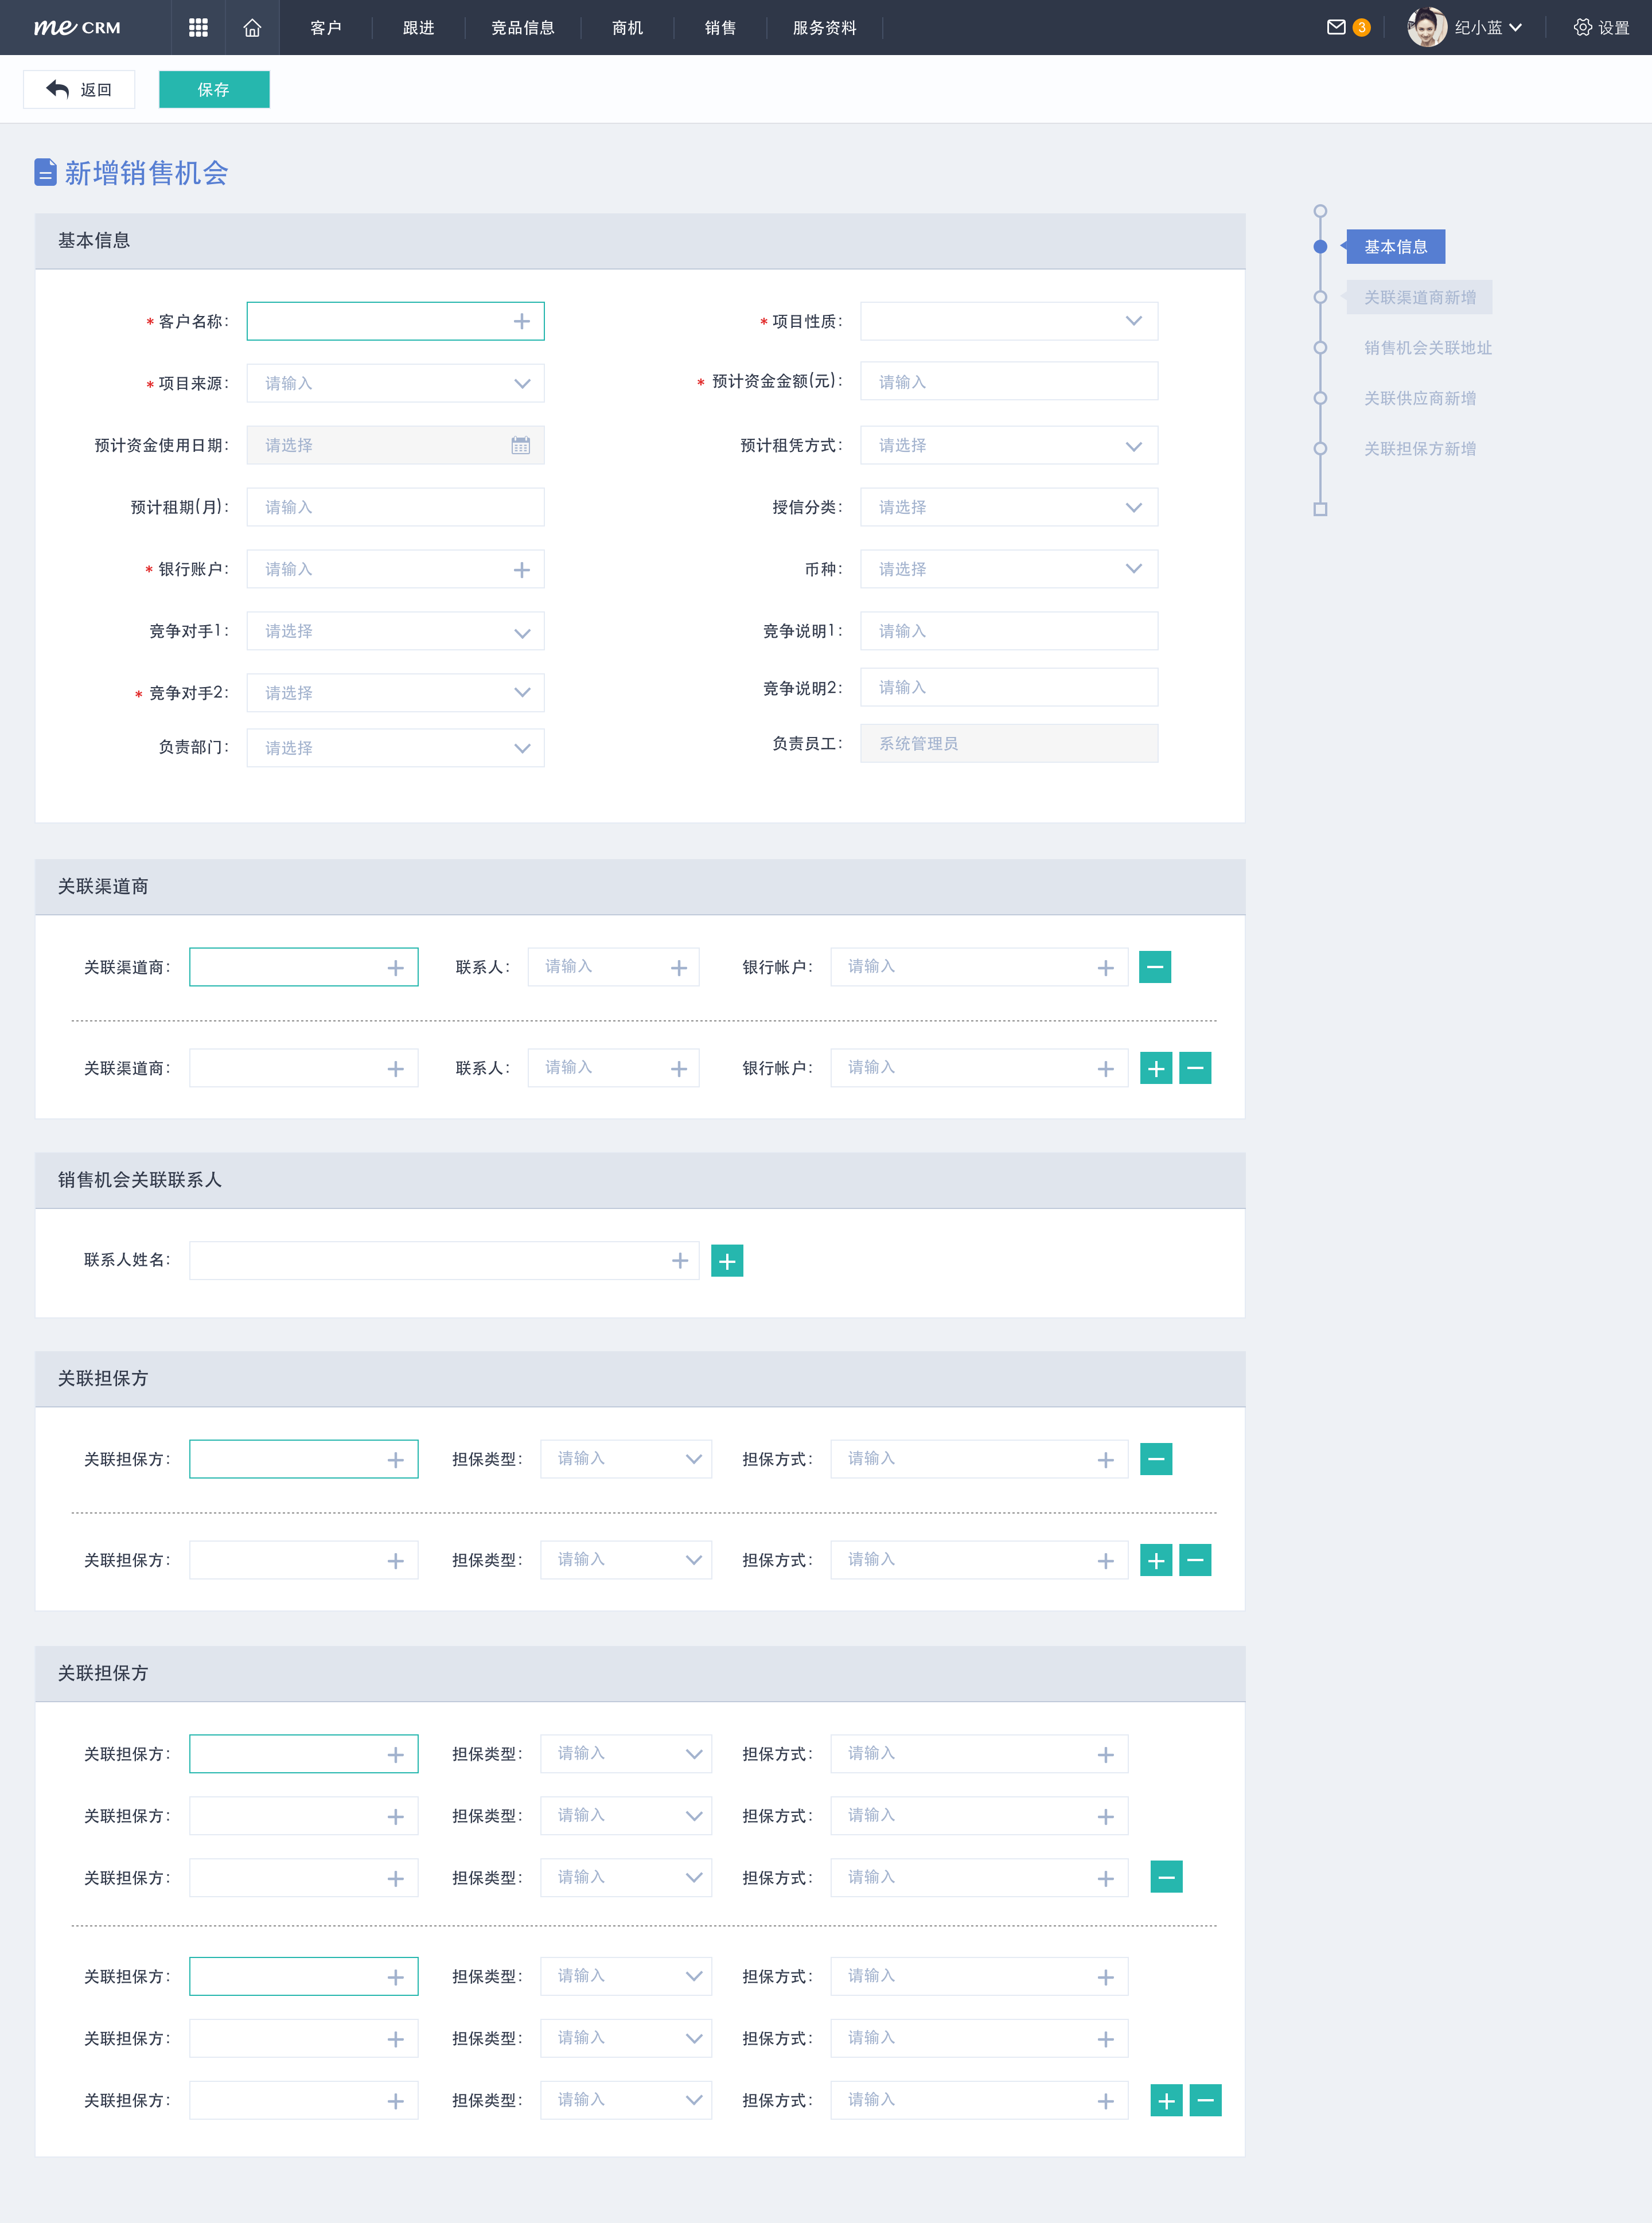 me CRM 客户 跟进 竞品信息 商机 销售 服务资料 3 纪小蓝 设置
返回 保存
新增销售机会
基本信息
*客户名称: *项目性质:
*项目来源: 请输入 * 预计资金金额(元): 请输入
预计资金使用日期: 请选择 预计租凭方式: 请选择
预计租期(月): 请输入 授信分类: 请选择
*银行账户: 请输入 币种: 请选择
竞争对手1: 请选择 竞争说明1: 请输入
* 竞争对手2: 请选择 竞争说明2: 请输入
负责部门: 请选择 负责员工: 系统管理员
关联渠道商
关联渠道商: 联系人: 请输入 银行帐户: 请输入
关联渠道商: 联系人: 请输入 银行帐户: 请输入
销售机会关联联系人
联系人姓名:
关联担保方
关联担保方: 担保类型: 请输入 担保方式: 请输入
关联担保方: 担保类型: 请输入 担保方式: 请输入
关联担保方
关联担保方: 担保类型: 请输入 担保方式: 请输入
关联担保方: 担保类型: 请输入 担保方式: 请输入
关联担保方: 担保类型: 请输入 担保方式: 请输入
关联担保方: 担保类型: 请输入 担保方式: 请输入
关联担保方: 担保类型: 请输入 担保方式: 请输入
关联担保方: 担保类型: 请输入 担保方式: 请输入
基本信息
关联渠道商新增
销售机会关联地址
关联供应商新增
关联担保方新增